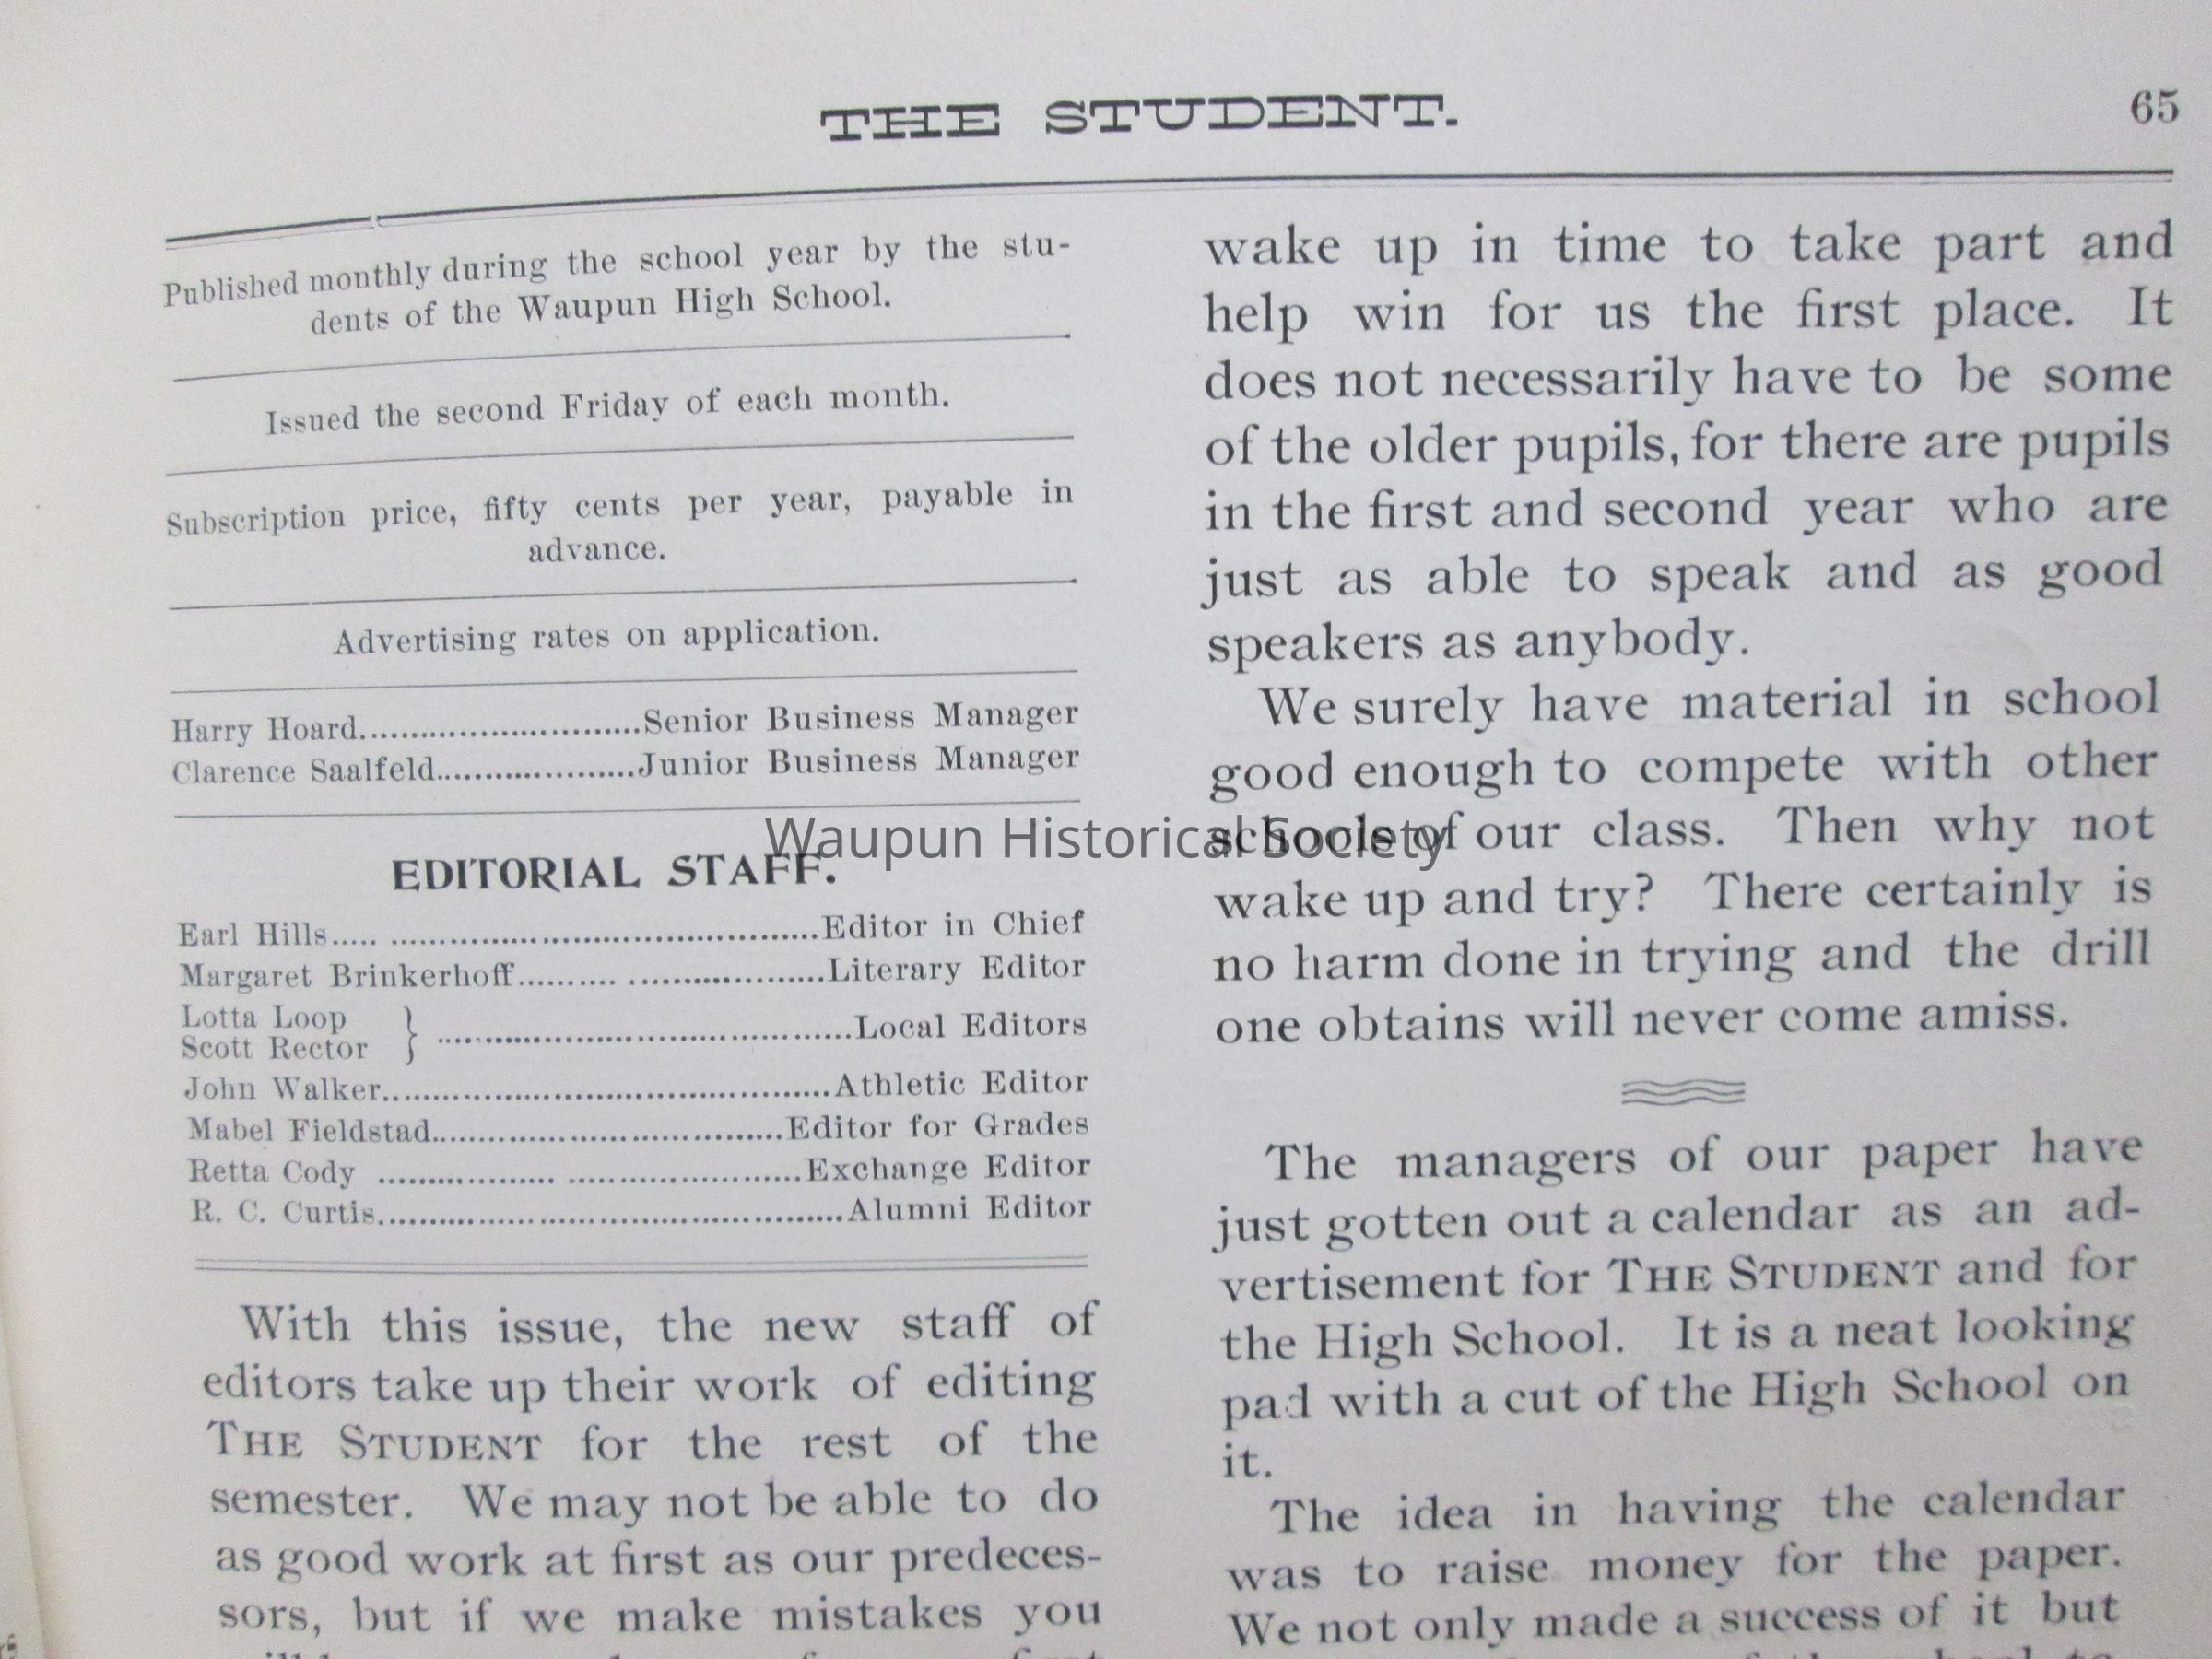 THE STUDENT.
65
Published monthly during the school year by the stu-
dents of the Waupun High School.
Issued the second Friday of each month.
Subscription price, fifty cents per year, payable in
advance.
Advertising rates on application.
Harry Hoard..............................Senior Business Manager
Clarence Saalfeld.....................Junior Business Manager
EDITORIAL STAFF.
Earl Hills..... ..............................................Editor in Chief
Margaret Brinkerhoff.......... .....................Literary Editor
Lotta Loop
Scott Rector } .............................................Local Editors
John Walker................................................Athletic Editor
Mabel Fieldstad......................................Editor for Grades
Retta Cody ................... .........................Exchange Editor
R. C. Curtis..................................................Alumni Editor
With this issue, the new staff of
editors take up their work of editing
THE STUDENT for the rest of the
semester. We may not be able to do
as good work at first as our predeces-
sors, but if we make mistakes you
wake up in time to take part and
help win for us the first place. It
does not necessarily have to be some
of the older pupils, for there are pupils
in the first and second year who are
just as able to speak and as good
speakers as anybody.
We surely have material in school
good enough to compete with other
schools of our class. Then why not
wake up and try? There certainly is
no harm done in trying and the drill
one obtains will never come amiss.
The managers of our paper have
just gotten out a calendar as an ad-
vertisement for THE STUDENT and for
the High School. It is a neat looking
pad with a cut of the High School on
it.
The idea in having the calendar
was to raise money for the paper.
We not only made a success of it but
Waupun Historical Society